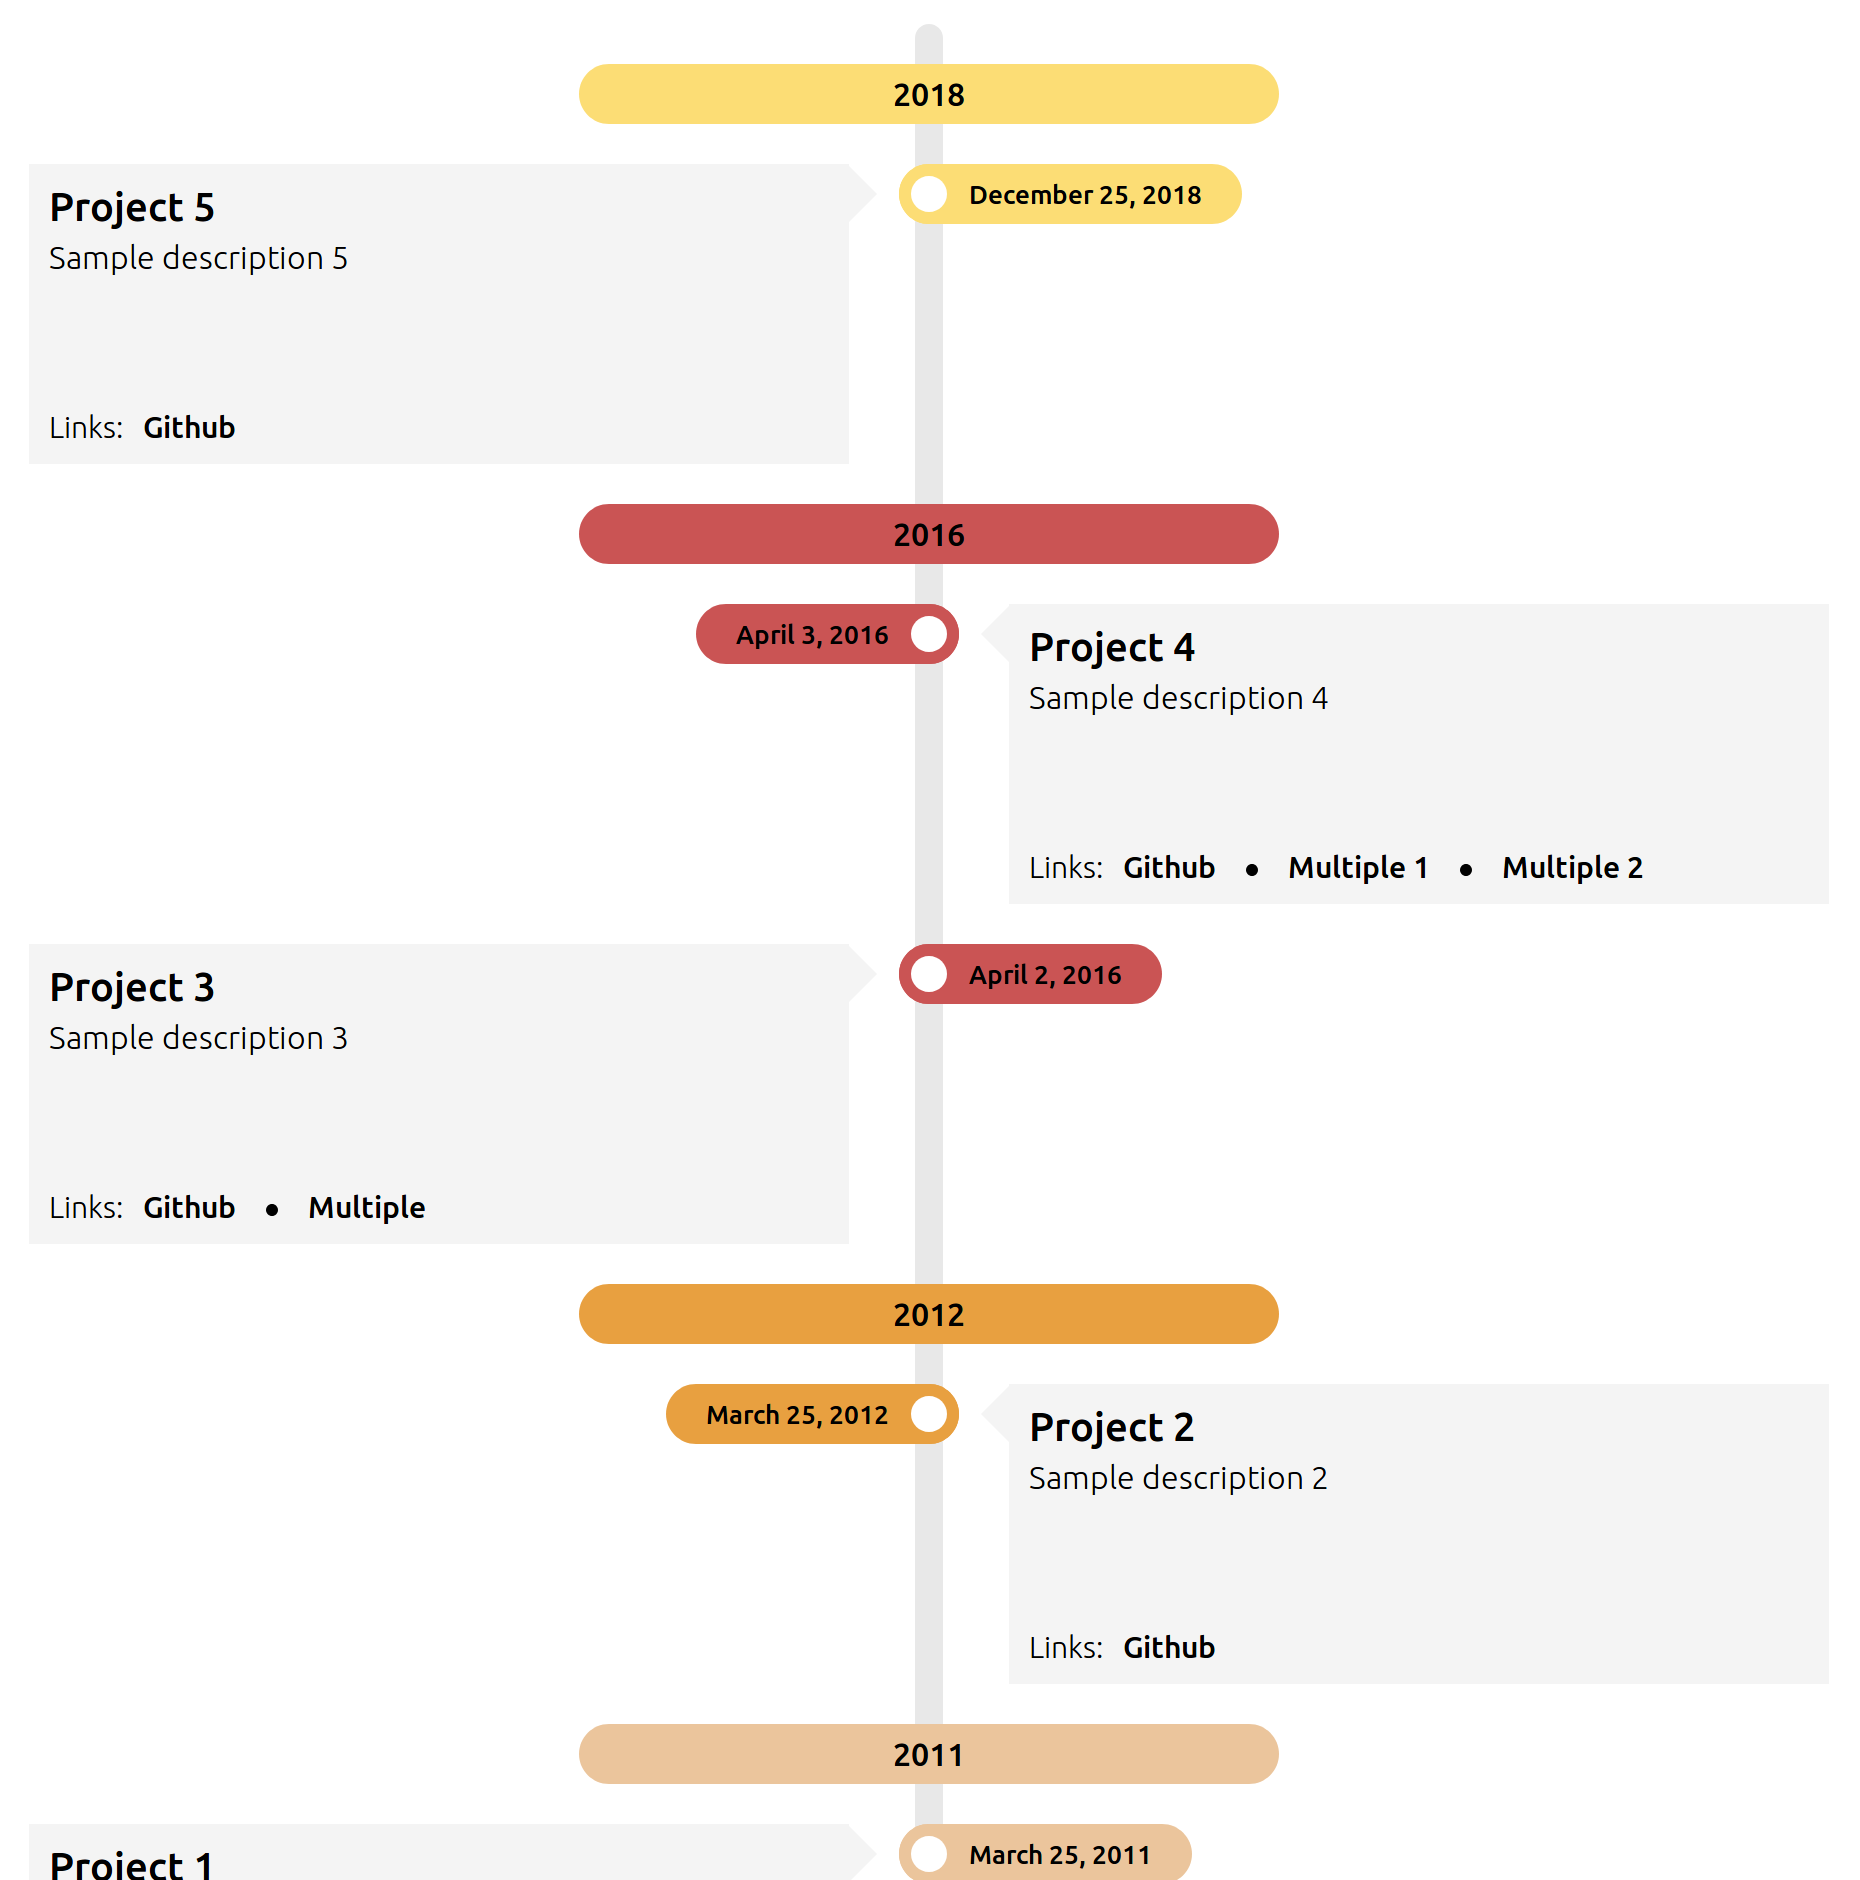 2018
Project 5
December 25, 2018
Sample description 5
Links: Github
2016
April 3, 2016
Project 4
Sample description 4
Links: Github • Multiple 1 • Multiple 2
Project 3
April 2, 2016
Sample description 3
Links: Github • Multiple
2012
March 25, 2012
Project 2
Sample description 2
Links: Github
2011
Project 1
March 25, 2011